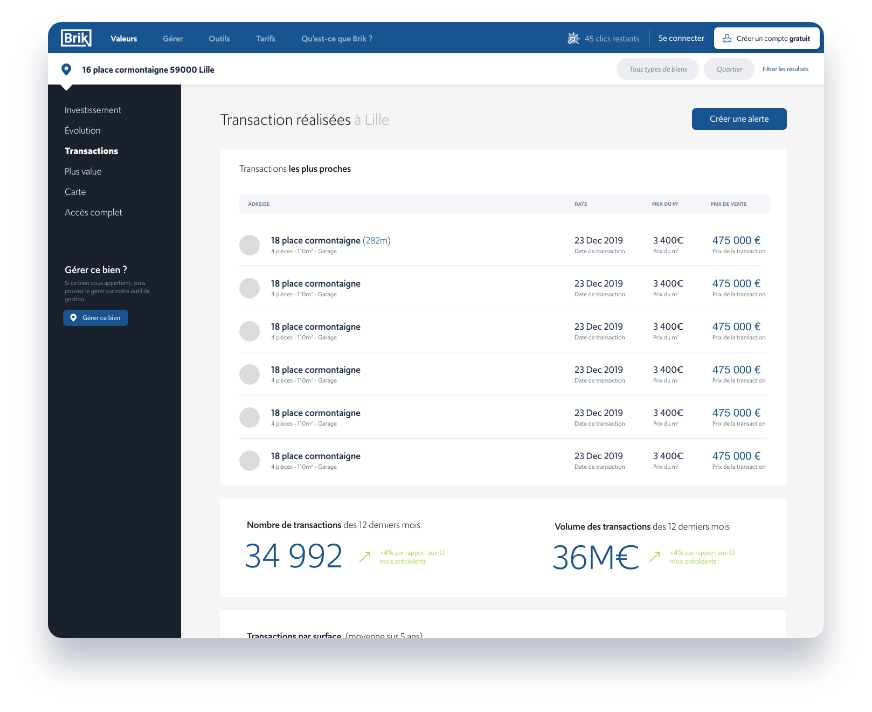 Brik
Valeurs
Gérer
Outils
Tarifs
Qu'est-ce que Brik ?
45 clics restants
Se connecter
Créer un compte gratuit
16 place cormontaigne 59000 Lille
Tous types de biens
Quartier
Filtrer les résultats
Investissement
Évolution
Transactions
Plus value
Carte
Accès complet
Gérer ce bien ?
Si ce bien vous appartient, vous
pouvez le gérer sur notre outil de
gestion.
Gérer ce bien
Transaction réalisées à Lille
Créer une alerte
Transactions les plus proches
ADRESSE DATE PRIX DU M² PRIX DE VENTE
18 place cormontaigne (282m) 23 Dec 2019 3 400€ 475 000 €
4 pièces - 110m² - Garage Date de transaction Prix du m² Prix de la transaction
18 place cormontaigne 23 Dec 2019 3 400€ 475 000 €
4 pièces - 110m² - Garage Date de transaction Prix du m² Prix de la transaction
18 place cormontaigne 23 Dec 2019 3 400€ 475 000 €
4 pièces - 110m² - Garage Date de transaction Prix du m² Prix de la transaction
18 place cormontaigne 23 Dec 2019 3 400€ 475 000 €
4 pièces - 110m² - Garage Date de transaction Prix du m² Prix de la transaction
18 place cormontaigne 23 Dec 2019 3 400€ 475 000 €
4 pièces - 110m² - Garage Date de transaction Prix du m² Prix de la transaction
18 place cormontaigne 23 Dec 2019 3 400€ 475 000 €
4 pièces - 110m² - Garage Date de transaction Prix du m² Prix de la transaction
Nombre de transactions des 12 derniers mois
34 992
+4% par rapport aux 12
mois précédents
Volume des transactions des 12 derniers mois
36M€
+4% par rapport aux 12
mois précédents
Transactions par surface (moyenne sur 5 ans)